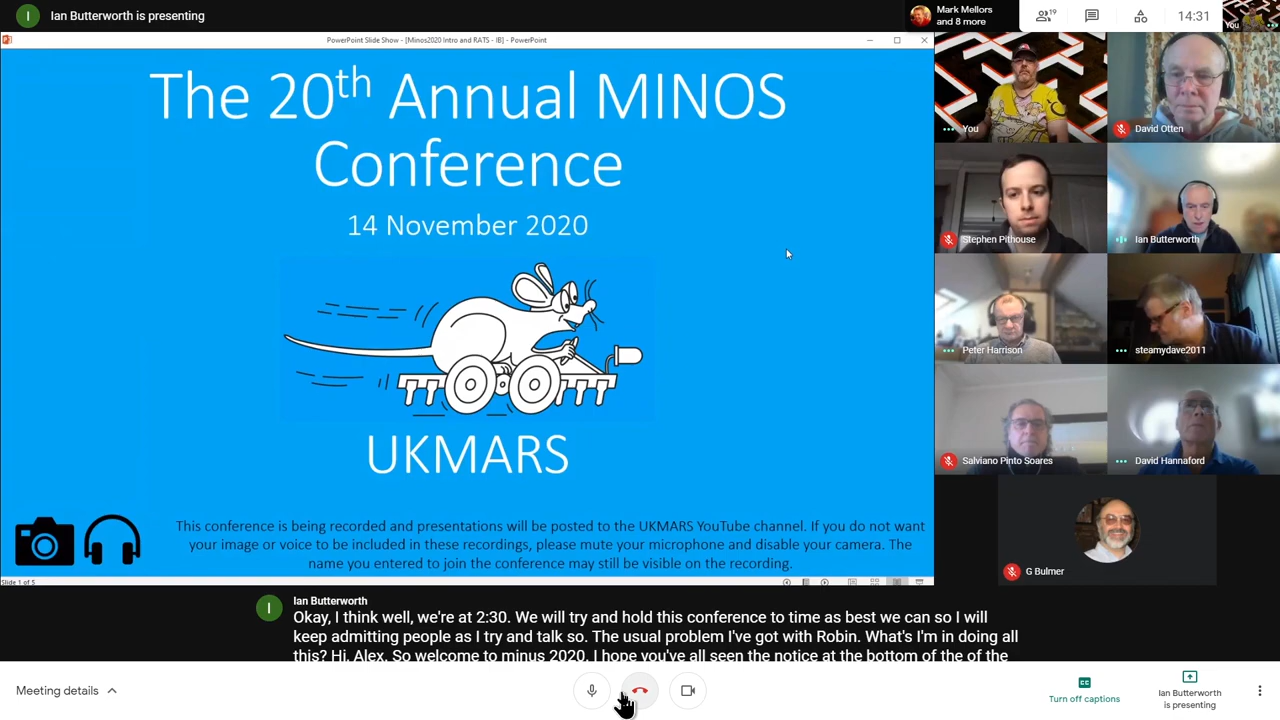 I
Ian Butterworth is presenting
Mark Mellors
and 8 more
19
14:31
You
PowerPoint Slide Show - [Minos2020 Intro and RATS - IB] - PowerPoint
The 20th Annual MINOS
Conference
14 November 2020
UKMARS
This conference is being recorded and presentations will be posted to the UKMARS YouTube channel. If you do not want
your image or voice to be included in these recordings, please mute your microphone and disable your camera. The
name you entered to join the conference may still be visible on the recording.
Slide 1 of 5
You
David Otten
Stephen Pithouse
Ian Butterworth
Peter Harrison
steamydave2011
Salviano Pinto Soares
David Hannaford
G Bulmer
I
Ian Butterworth
Okay, I think well, we're at 2:30. We will try and hold this conference to time as best we can so I will
keep admitting people as I try and talk so. The usual problem I've got with Robin. What's I'm in doing all
this? Hi, Alex. So welcome to minus 2020. I hope you've all seen the notice at the bottom of the of the
Meeting details
CC
Turn off captions
Ian Butterworth
is presenting